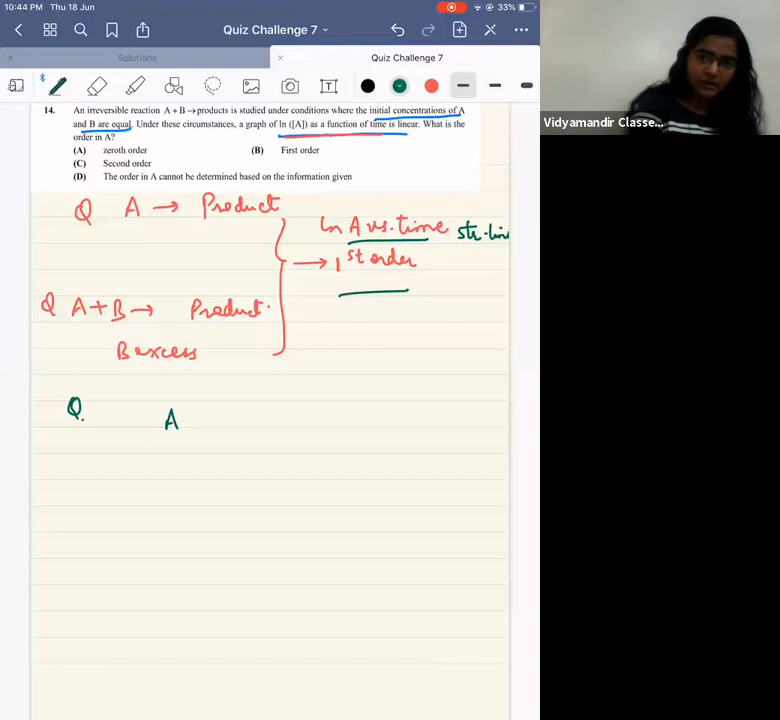 10:44 PM Thu 18 Jun
33%
Quiz Challenge 7
Solutions
Quiz Challenge 7
14. An irreversible reaction A + B → products is studied under conditions where the initial concentrations of A
and B are equal. Under these circumstances, a graph of ln ([A]) as a function of time is linear. What is the
order in A?
(A) zeroth order (B) First order
(C) Second order
(D) The order in A cannot be determined based on the information given
Q A → Product
ln A vs. time str-line
→ 1st order
Q A + B → Product.
B excess
Q. A
Vidyamandir Classe...